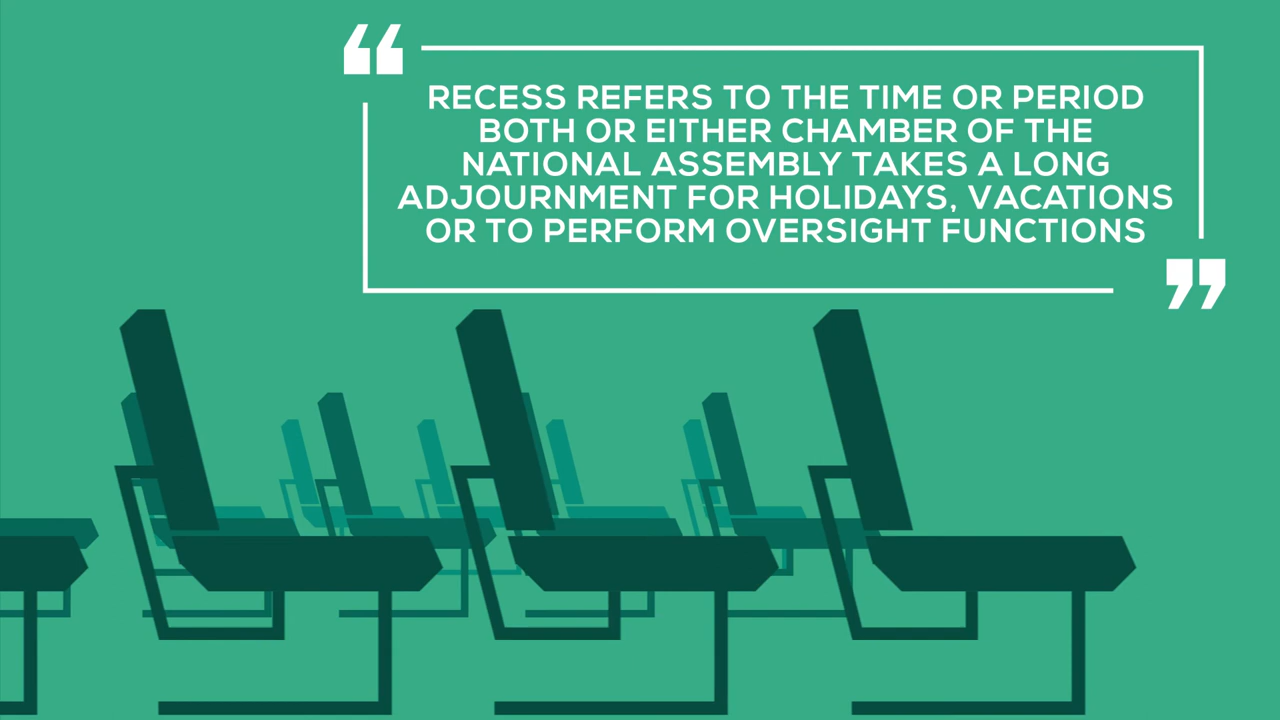 RECESS REFERS TO THE TIME OR PERIOD
BOTH OR EITHER CHAMBER OF THE
NATIONAL ASSEMBLY TAKES A LONG
ADJOURNMENT FOR HOLIDAYS, VACATIONS
OR TO PERFORM OVERSIGHT FUNCTIONS